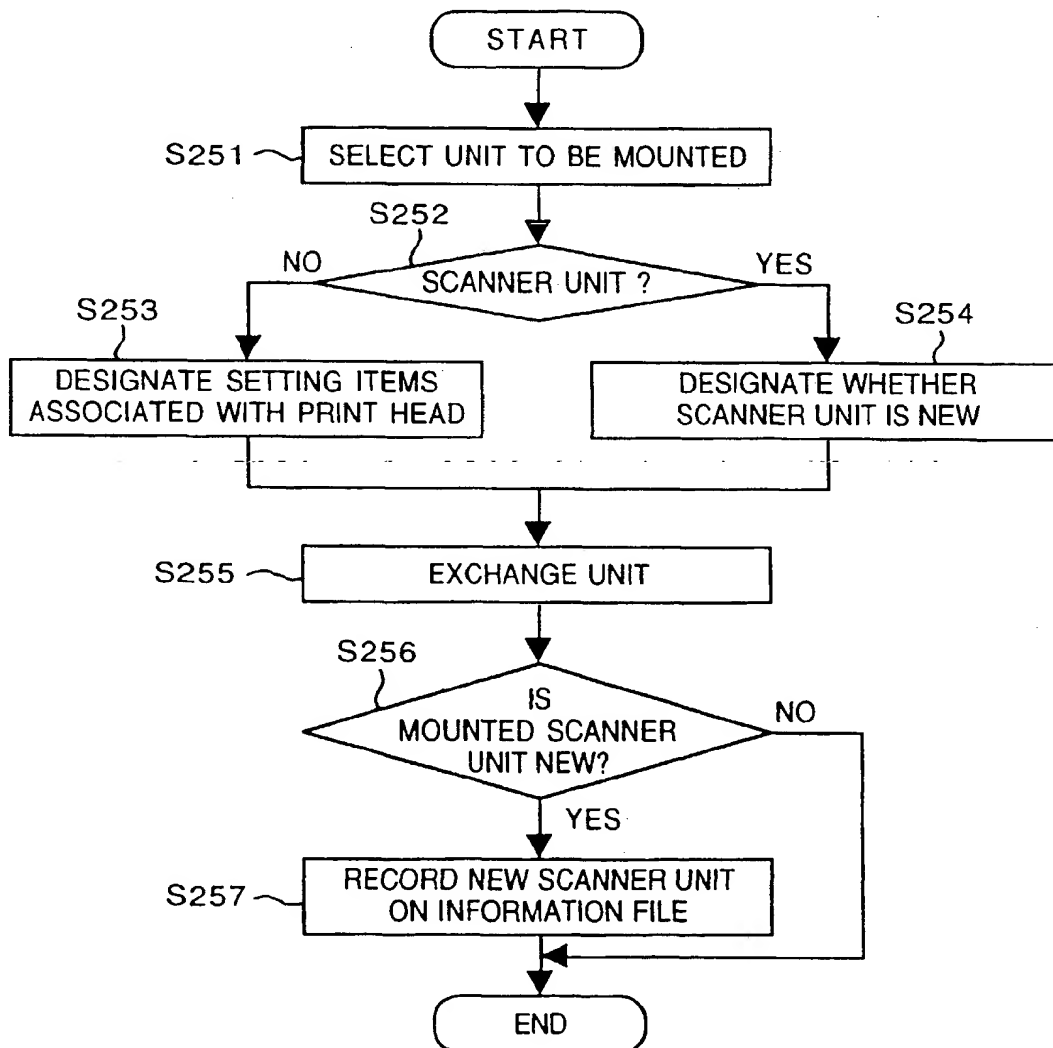 START
S251
SELECT UNIT TO BE MOUNTED
S252
NO
SCANNER UNIT ?
YES
S253
S254
DESIGNATE SETTING ITEMS
ASSOCIATED WITH PRINT HEAD
DESIGNATE WHETHER
SCANNER UNIT IS NEW
S255
EXCHANGE UNIT
S256
IS
MOUNTED SCANNER
UNIT NEW?
NO
YES
S257
RECORD NEW SCANNER UNIT
ON INFORMATION FILE
END